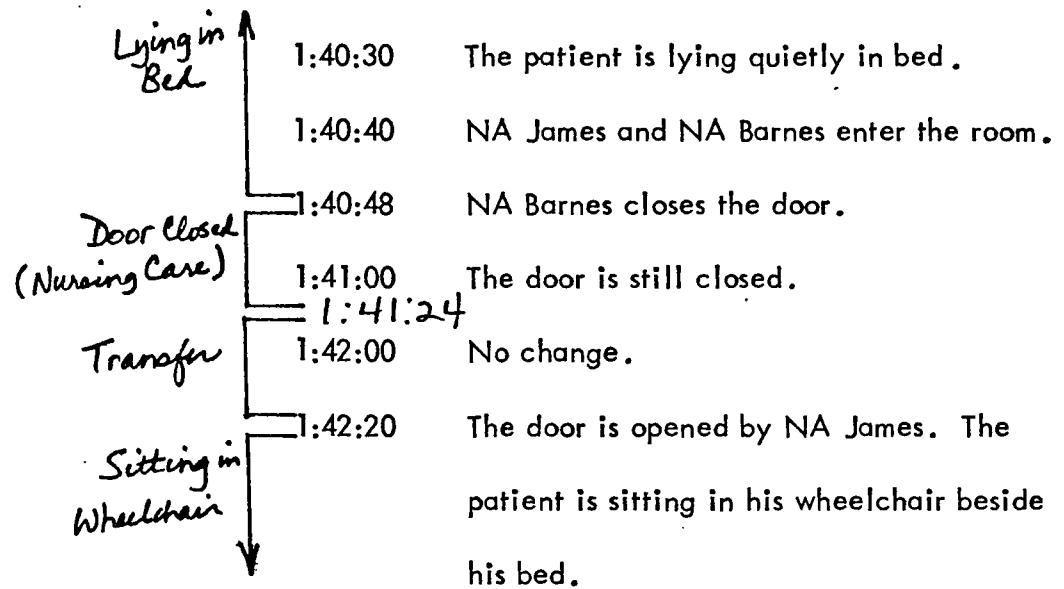 Lying in
Bed
1:40:30 The patient is lying quietly in bed.
1:40:40 NA James and NA Barnes enter the room.
1:40:48 NA Barnes closes the door.
Door Closed
(Nursing Care)
1:41:00 The door is still closed.
1:41:24
Transfer
1:42:00 No change.
1:42:20 The door is opened by NA James. The
Sitting in
Wheelchair
patient is sitting in his wheelchair beside
his bed.